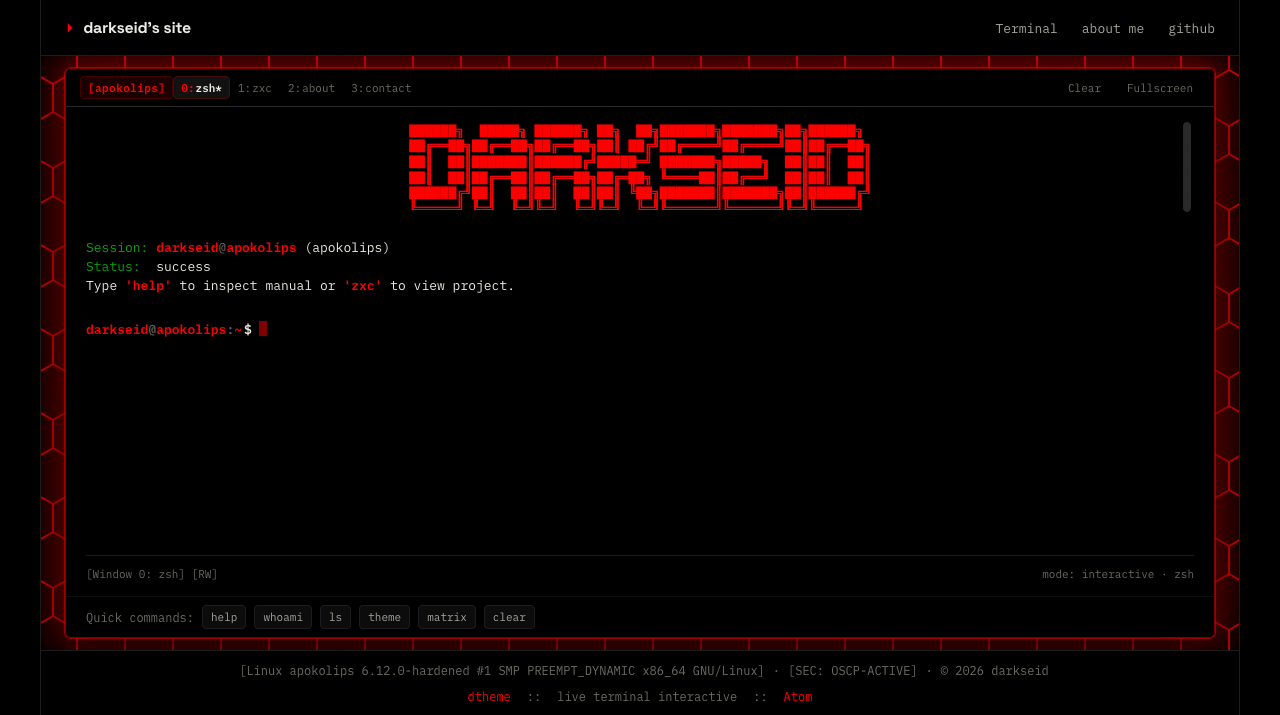 darkseid's site
Terminal about me github
[apokolips] 0:zsh* 1:zxc 2:about 3:contact Clear Fullscreen
DARKSEID
Session: darkseid@apokolips (apokolips)
Status: success
Type 'help' to inspect manual or 'zxc' to view project.
darkseid@apokolips:~$
[Window 0: zsh] [RW] mode: interactive · zsh
Quick commands: help whoami ls theme matrix clear
[Linux apokolips 6.12.0-hardened #1 SMP PREEMPT_DYNAMIC x86_64 GNU/Linux] · [SEC: OSCP-ACTIVE] · © 2026 darkseid
dtheme :: live terminal interactive :: Atom